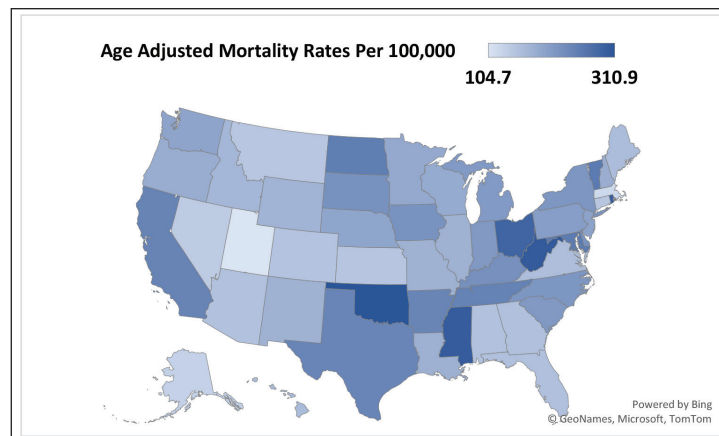 Age Adjusted Mortality Rates Per 100,000
104.7 310.9
Powered by Bing
© GeoNames, Microsoft, TomTom